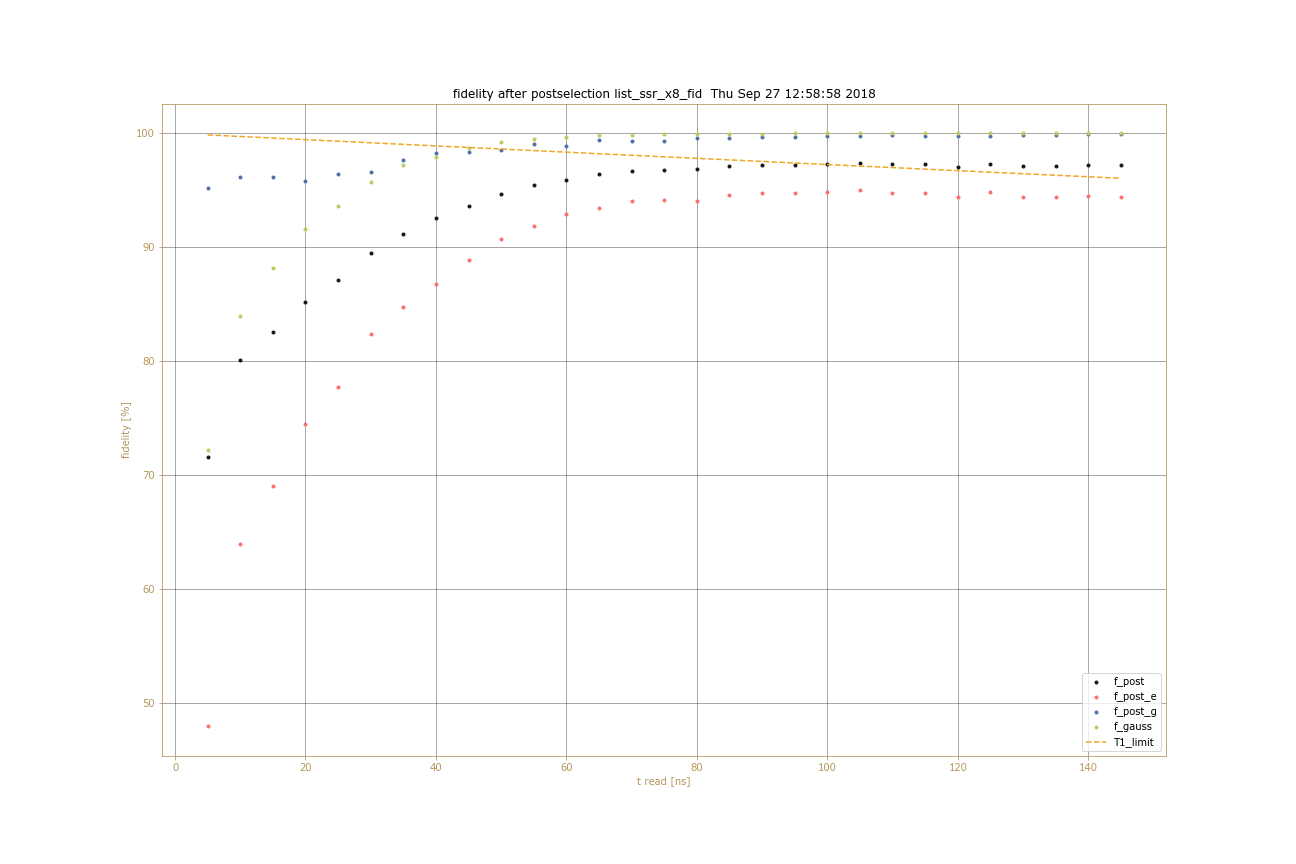 fidelity after postselection list_ssr_x8_fid  Thu Sep 27 12:58:58 2018
100
90
80
70
60
50
fidelity [%]
0 20 40 60 80 100 120 140
t read [ns]
f_post
f_post_e
f_post_g
f_gauss
T1_limit